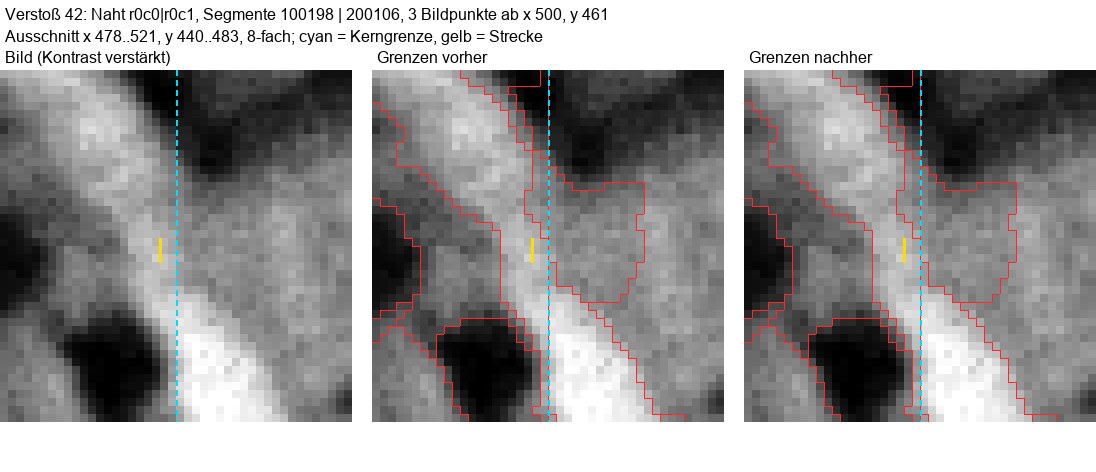 Verstoß 42: Naht r0c0|r0c1, Segmente 100198 | 200106, 3 Bildpunkte ab x 500, y 461
Ausschnitt x 478..521, y 440..483, 8-fach; cyan = Kerngrenze, gelb = Strecke
Bild (Kontrast verstärkt) Grenzen vorher Grenzen nachher